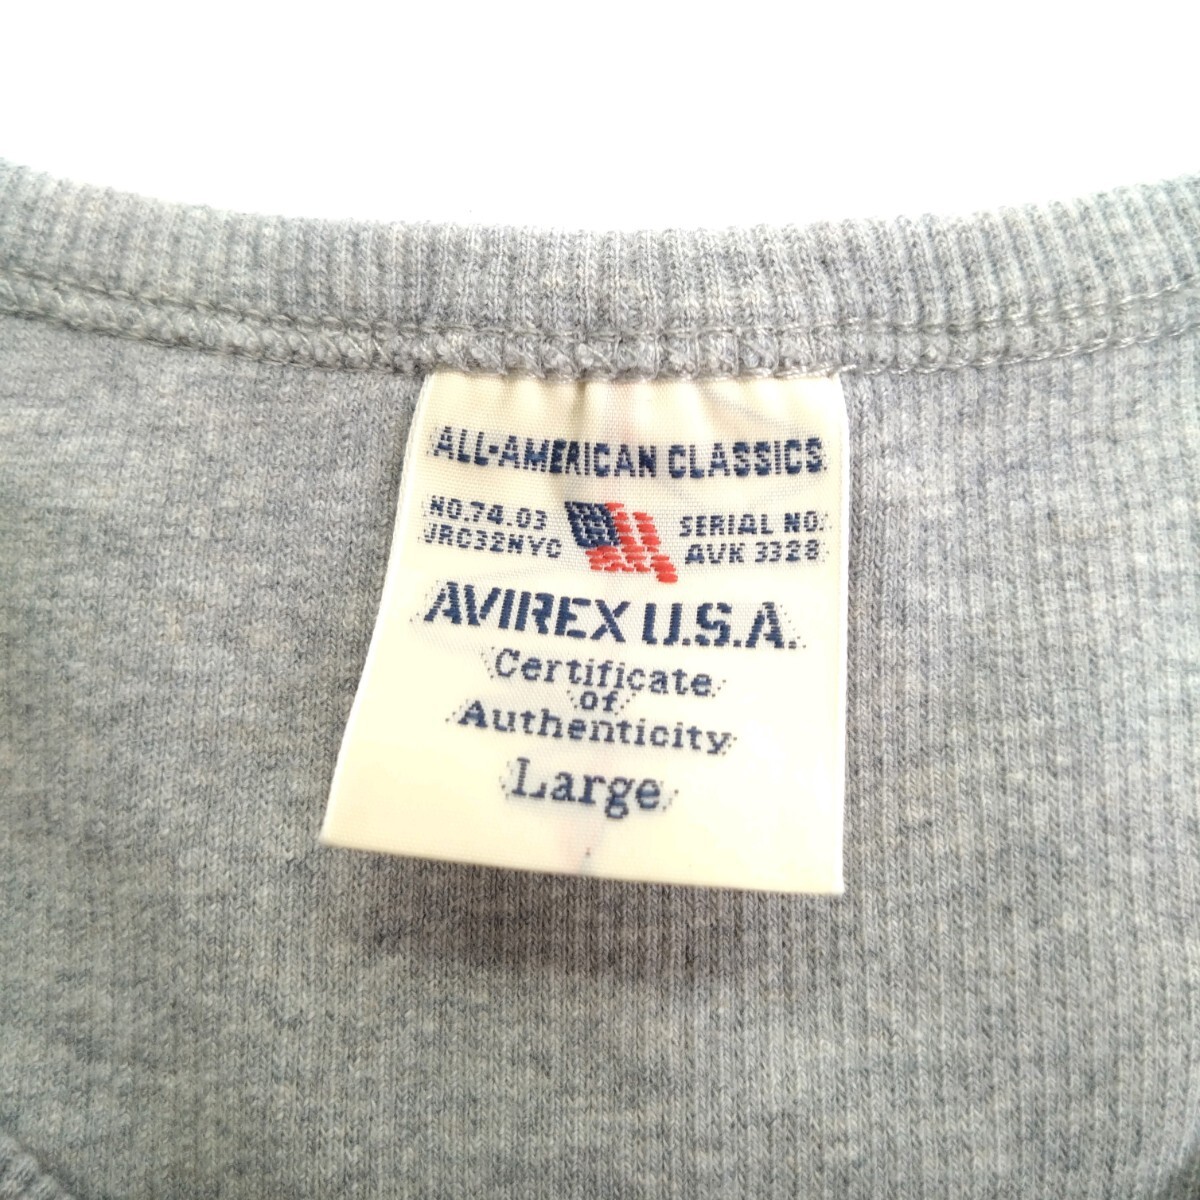 ALL-AMERICAN CLASSICS
NO.74.03
JRC32NYC
SERIAL NO.
AVK 3328
AVIREX U.S.A.
Certificate
of
Authenticity
Large